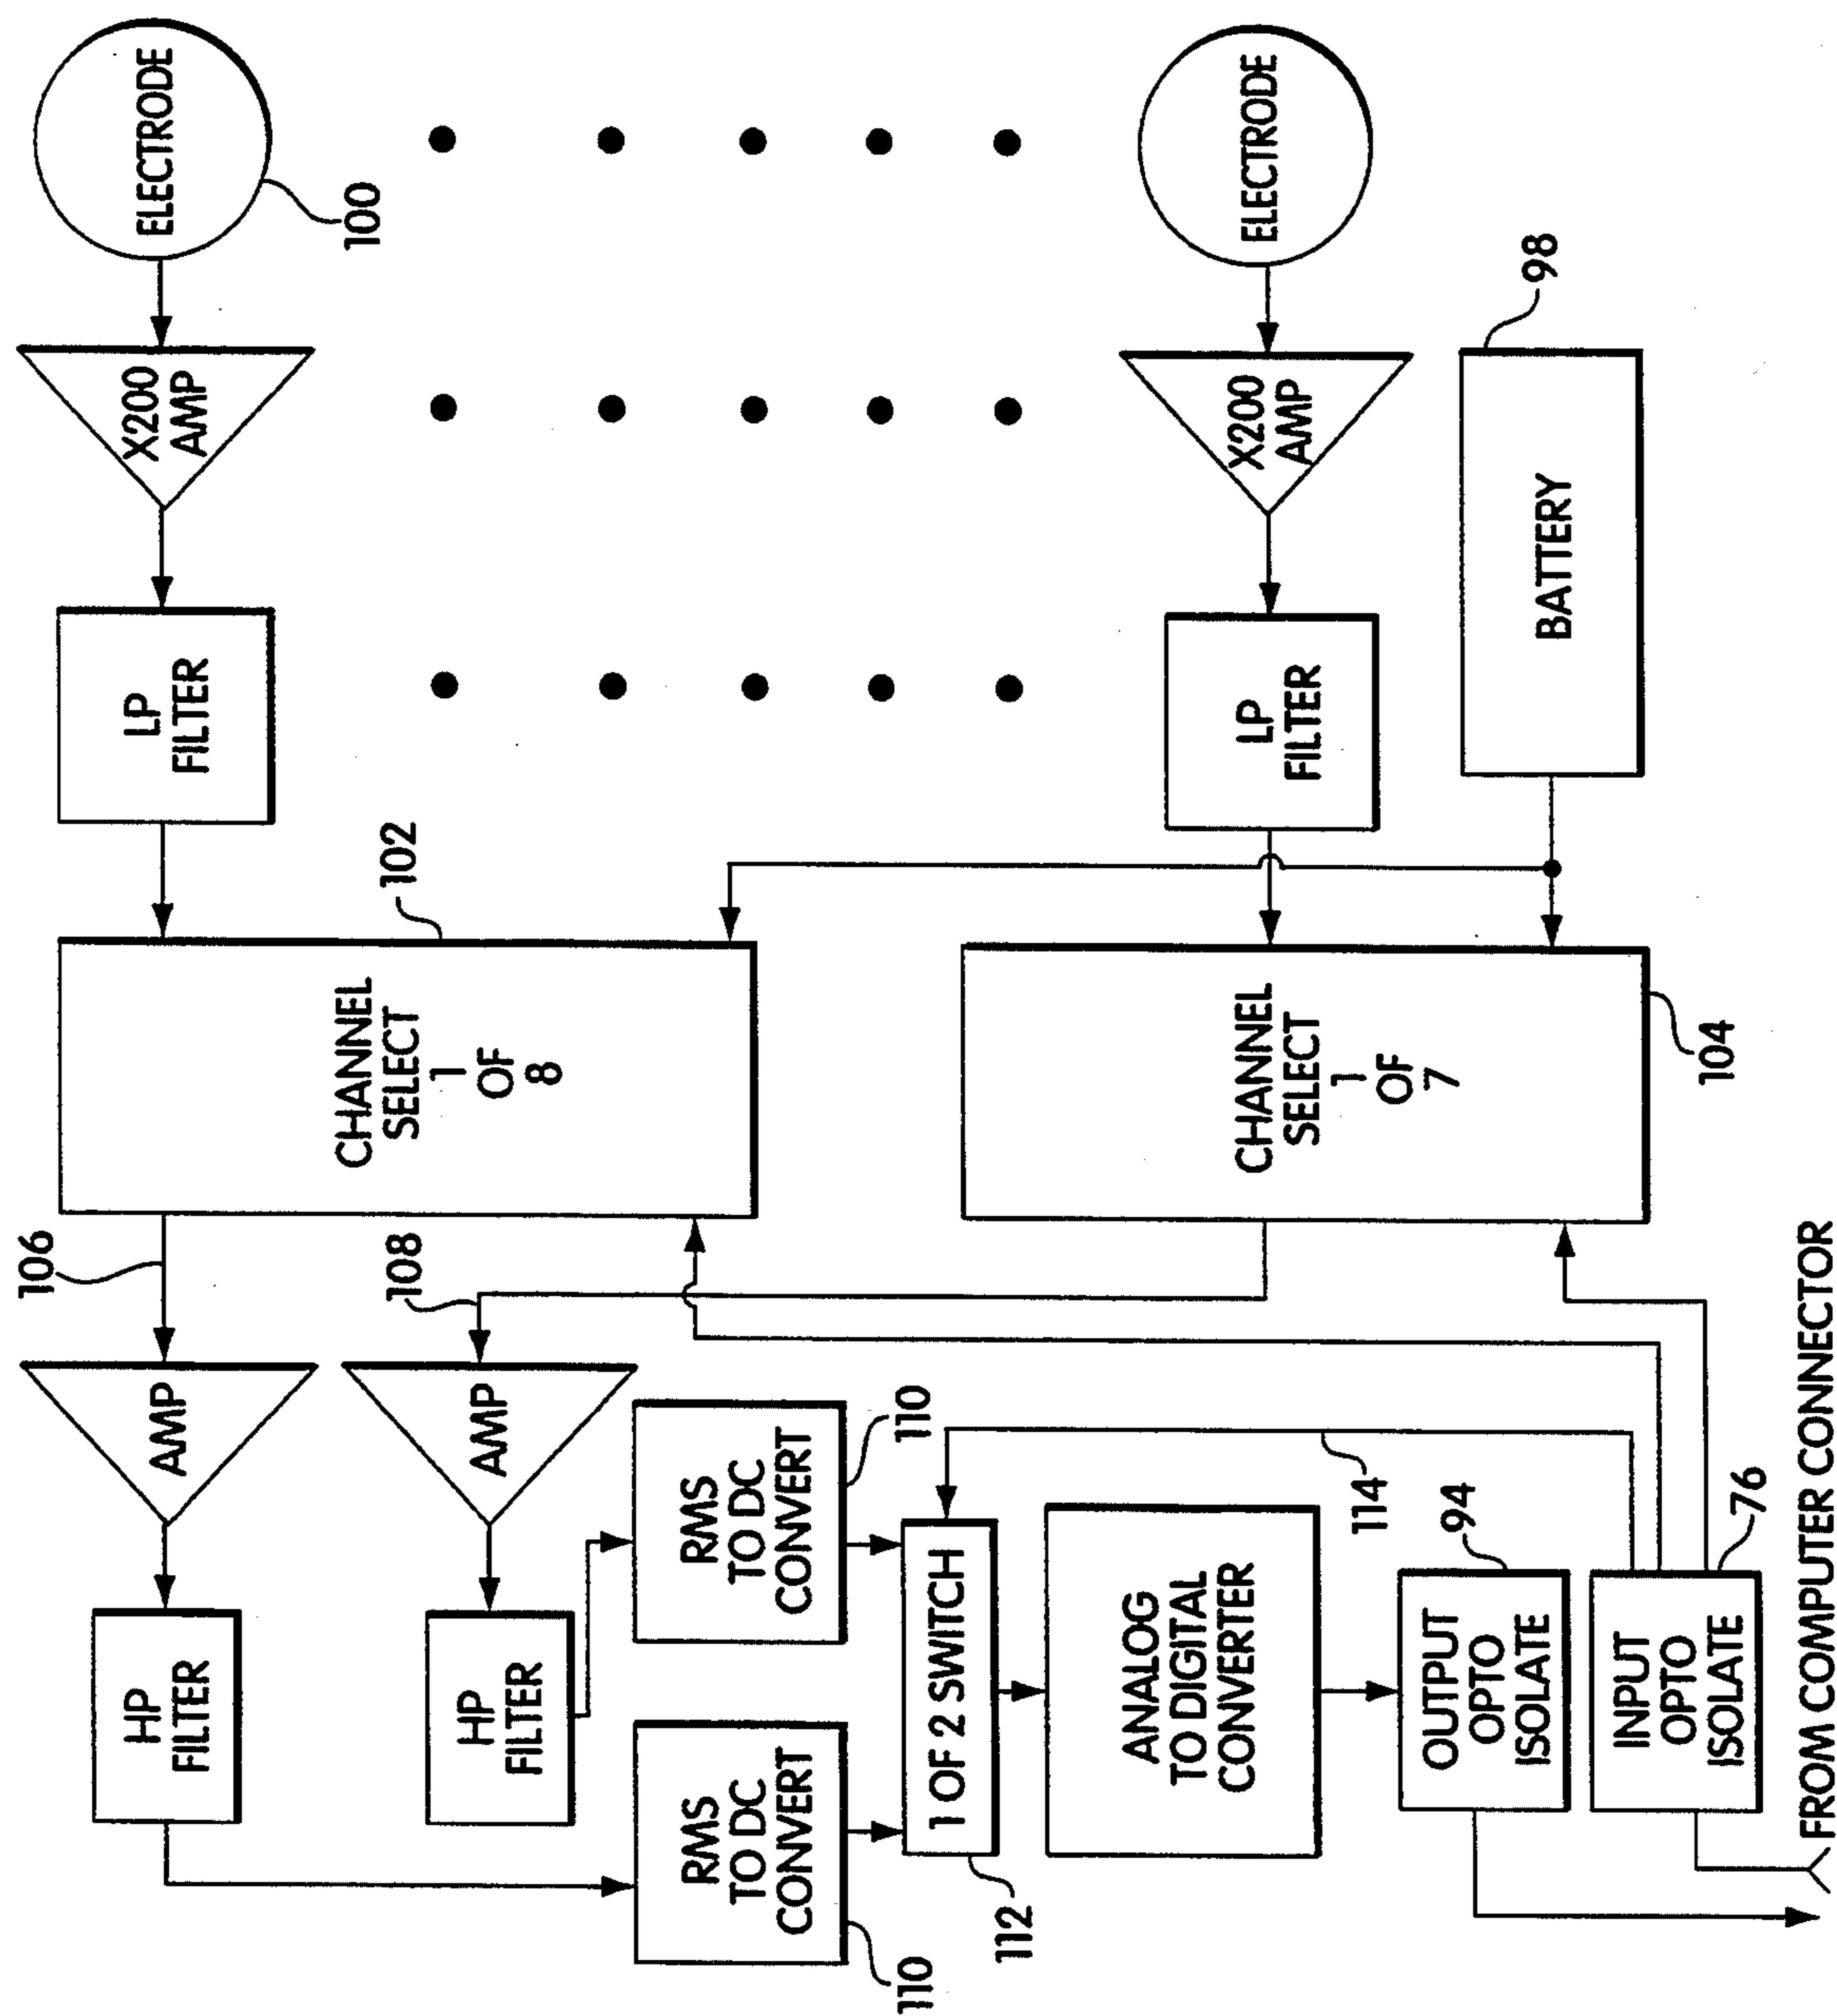 ELECTRODE
100
X200
AMP
LP
FILTER
102
CHANNEL
SELECT
1
OF
8
106
AMP
HP
FILTER
ELECTRODE
X200
AMP
LP
FILTER
98
BATTERY
CHANNEL
SELECT
1
OF
7
104
108
AMP
HP
FILTER
RMS
TO DC
CONVERT
110
RMS
TO DC
CONVERT
110
1 OF 2 SWITCH
112
114
ANALOG
TO DIGITAL
CONVERTER
94
OUTPUT
OPTO
ISOLATE
76
INPUT
OPTO
ISOLATE
FROM COMPUTER CONNECTOR